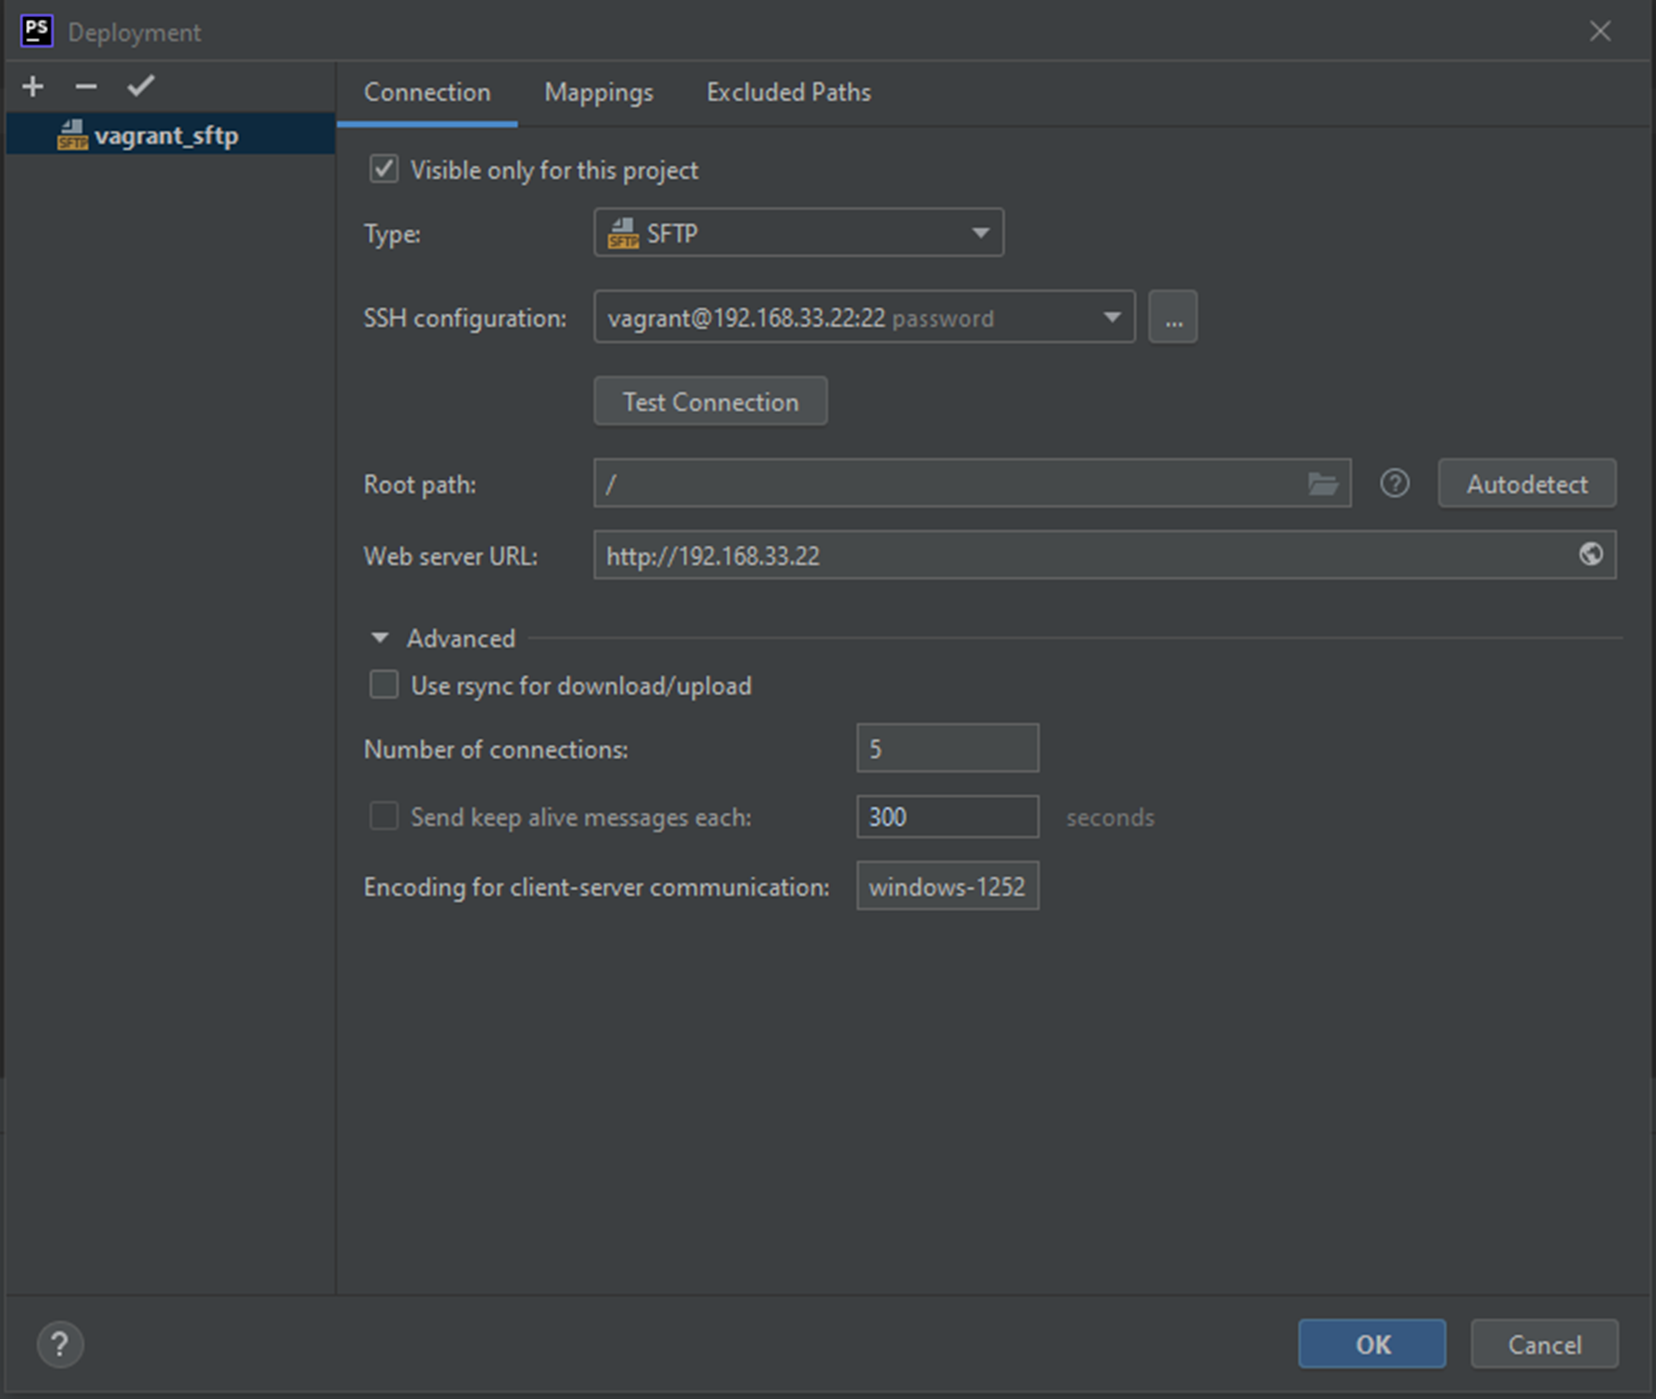 PS
Deployment
vagrant_sftp
Connection Mappings Excluded Paths
Visible only for this project
Type: SFTP SFTP
SSH configuration: vagrant@192.168.33.22:22 password ...
Test Connection
Root path: / ? Autodetect
Web server URL: http://192.168.33.22
Advanced
Use rsync for download/upload
Number of connections: 5
Send keep alive messages each: 300 seconds
Encoding for client-server communication: windows-1252
? OK Cancel